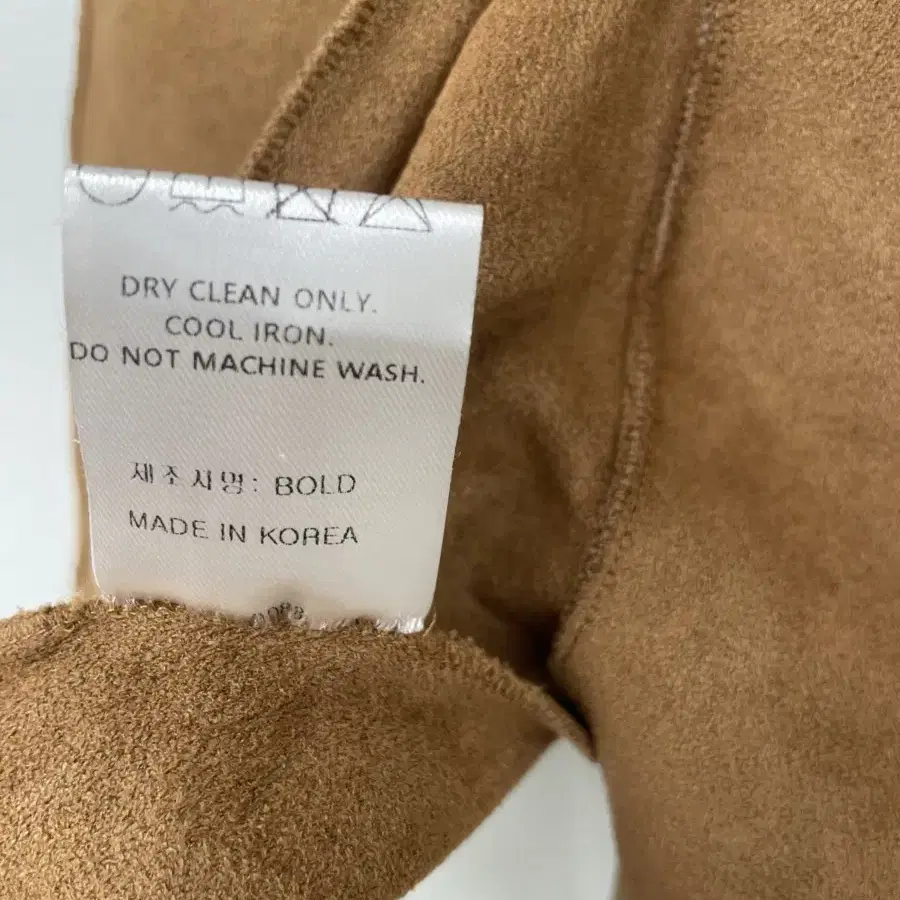 DRY CLEAN ONLY.
COOL IRON.
DO NOT MACHINE WASH.
제조사명: BOLD
MADE IN KOREA